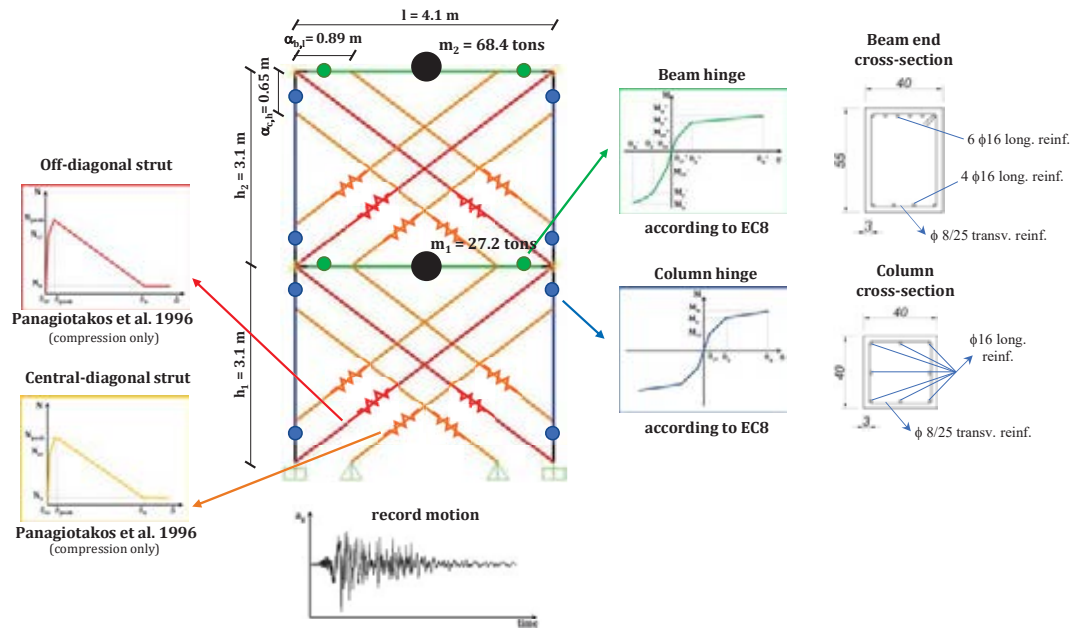 l = 4.1 m
α_b,l = 0.89 m
m₂ = 68.4 tons
α_c,h = 0.65 m
h₂ = 3.1 m
m₁ = 27.2 tons
h₁ = 3.1 m
Off-diagonal strut
N
Panagiotakos et al. 1996
(compression only)
Central-diagonal strut
N
Panagiotakos et al. 1996
(compression only)
record motion
a_g
time
Beam hinge
M
according to EC8
Column hinge
M
according to EC8
Beam end
cross-section
40
55
6 ϕ16 long. reinf.
4 ϕ16 long. reinf.
3
ϕ 8/25 transv. reinf.
Column
cross-section
40
40
ϕ16 long.
reinf.
3
ϕ 8/25 transv. reinf.